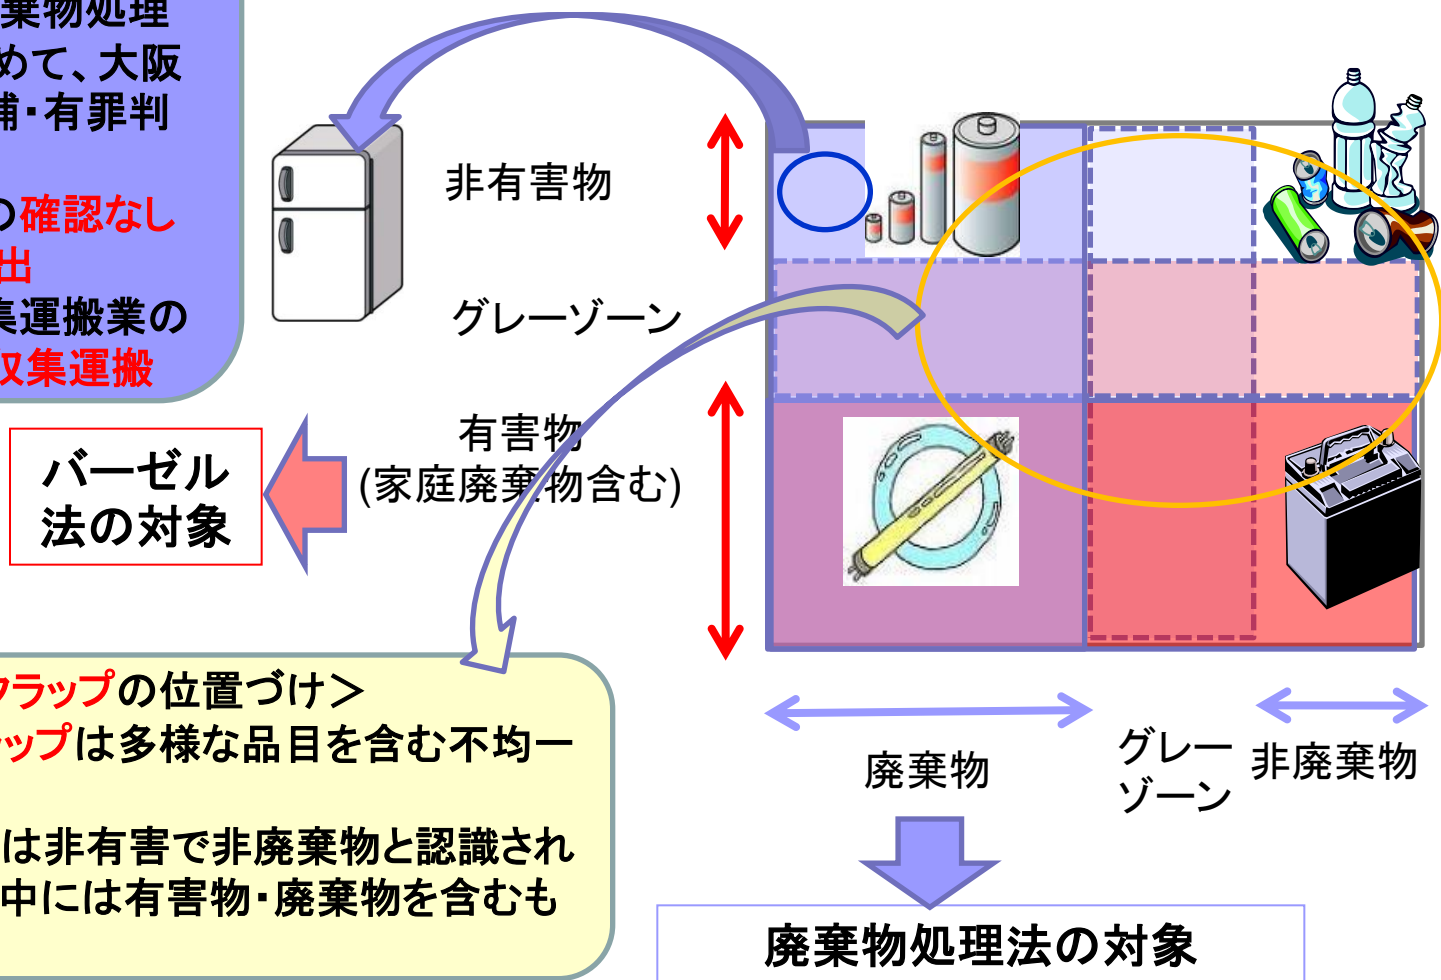 棄物処理
めて、大阪
捕・有罪判
の確認なし
出
集運搬業の
収集運搬
非有害物
グレーゾーン
有害物
(家庭廃棄物含む)
バーゼル
法の対象
クラップの位置づけ＞
ラップは多様な品目を含む不均一
は非有害で非廃棄物と認識され
中には有害物・廃棄物を含むも
廃棄物
グレー
ゾーン
非廃棄物
廃棄物処理法の対象